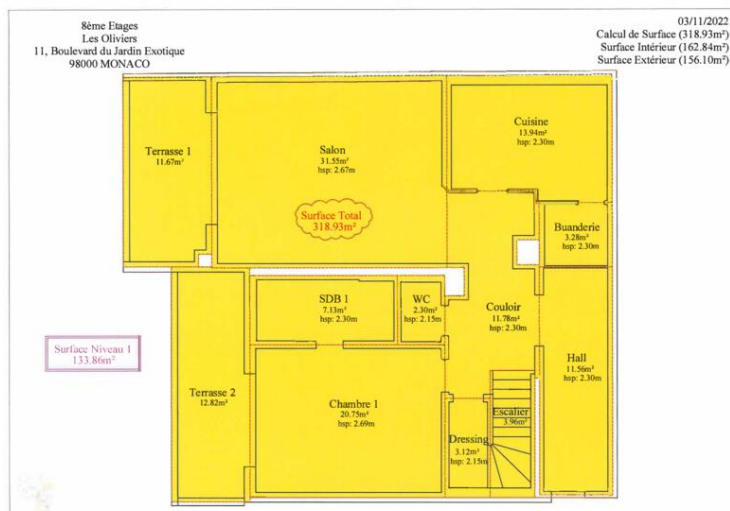 8ème Etages
Les Oliviers
11, Boulevard du Jardin Exotique
98000 MONACO
03/11/2022
Calcul de Surface (318.93m²)
Surface Intérieur (162.84m²)
Surface Extérieur (156.10m²)
Cuisine
13.94m²
hsp: 2.30m
Terrasse 1
11.67m²
Salon
31.55m²
hsp: 2.67m
Surface Total
318.93m²
Buanderie
3.28m²
hsp: 2.30m
SDB 1
7.13m²
hsp: 2.30m
WC
2.30m²
hsp: 2.15m
Couloir
11.78m²
hsp: 2.30m
Surface Niveau 1
133.86m²
Hall
11.56m²
hsp: 2.30m
Terrasse 2
12.82m²
Chambre 1
20.75m²
hsp: 2.69m
Escalier
3.96m²
Dressing
3.12m²
hsp: 2.15m